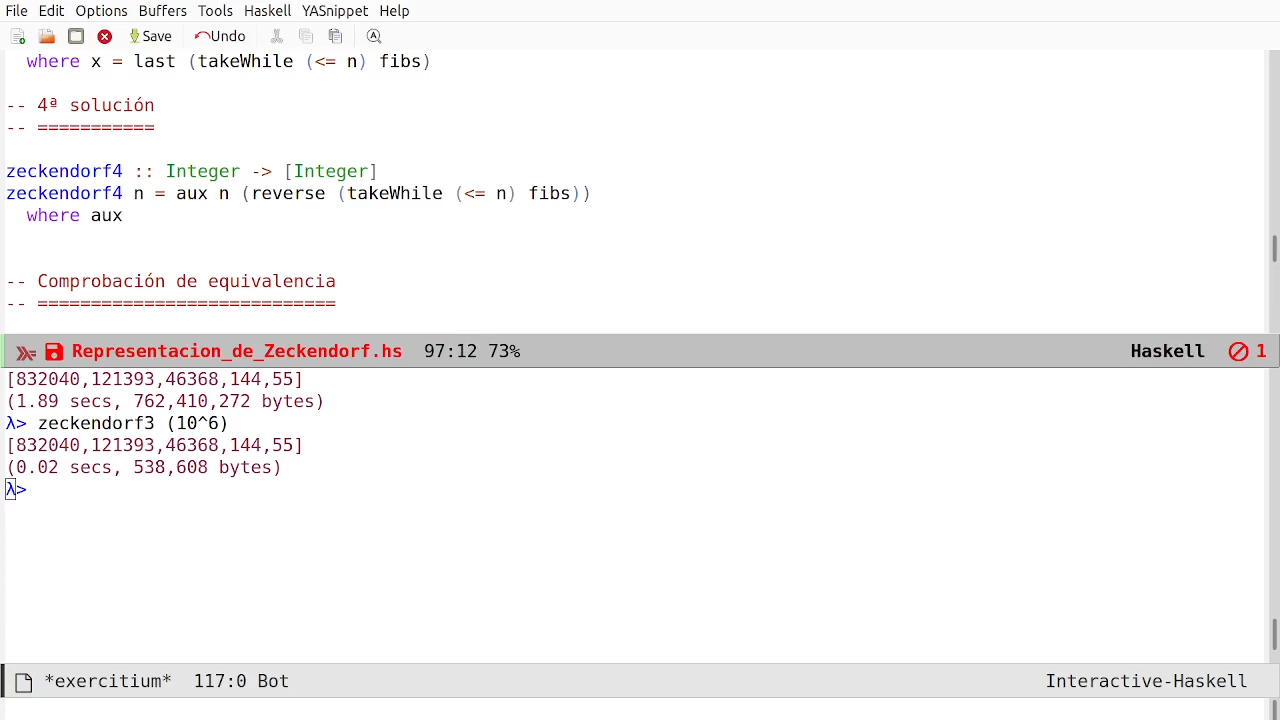 File Edit Options Buffers Tools Haskell YASnippet Help
Save Undo
where x = last (takeWhile (<= n) fibs)
-- 4ª solución
-- ===========
zeckendorf4 :: Integer -> [Integer]
zeckendorf4 n = aux n (reverse (takeWhile (<= n) fibs))
where aux
-- Comprobación de equivalencia
-- ============================
Representacion_de_Zeckendorf.hs 97:12 73% Haskell 1
[832040,121393,46368,144,55]
(1.89 secs, 762,410,272 bytes)
λ> zeckendorf3 (10^6)
[832040,121393,46368,144,55]
(0.02 secs, 538,608 bytes)
λ>
*exercitium* 117:0 Bot Interactive-Haskell